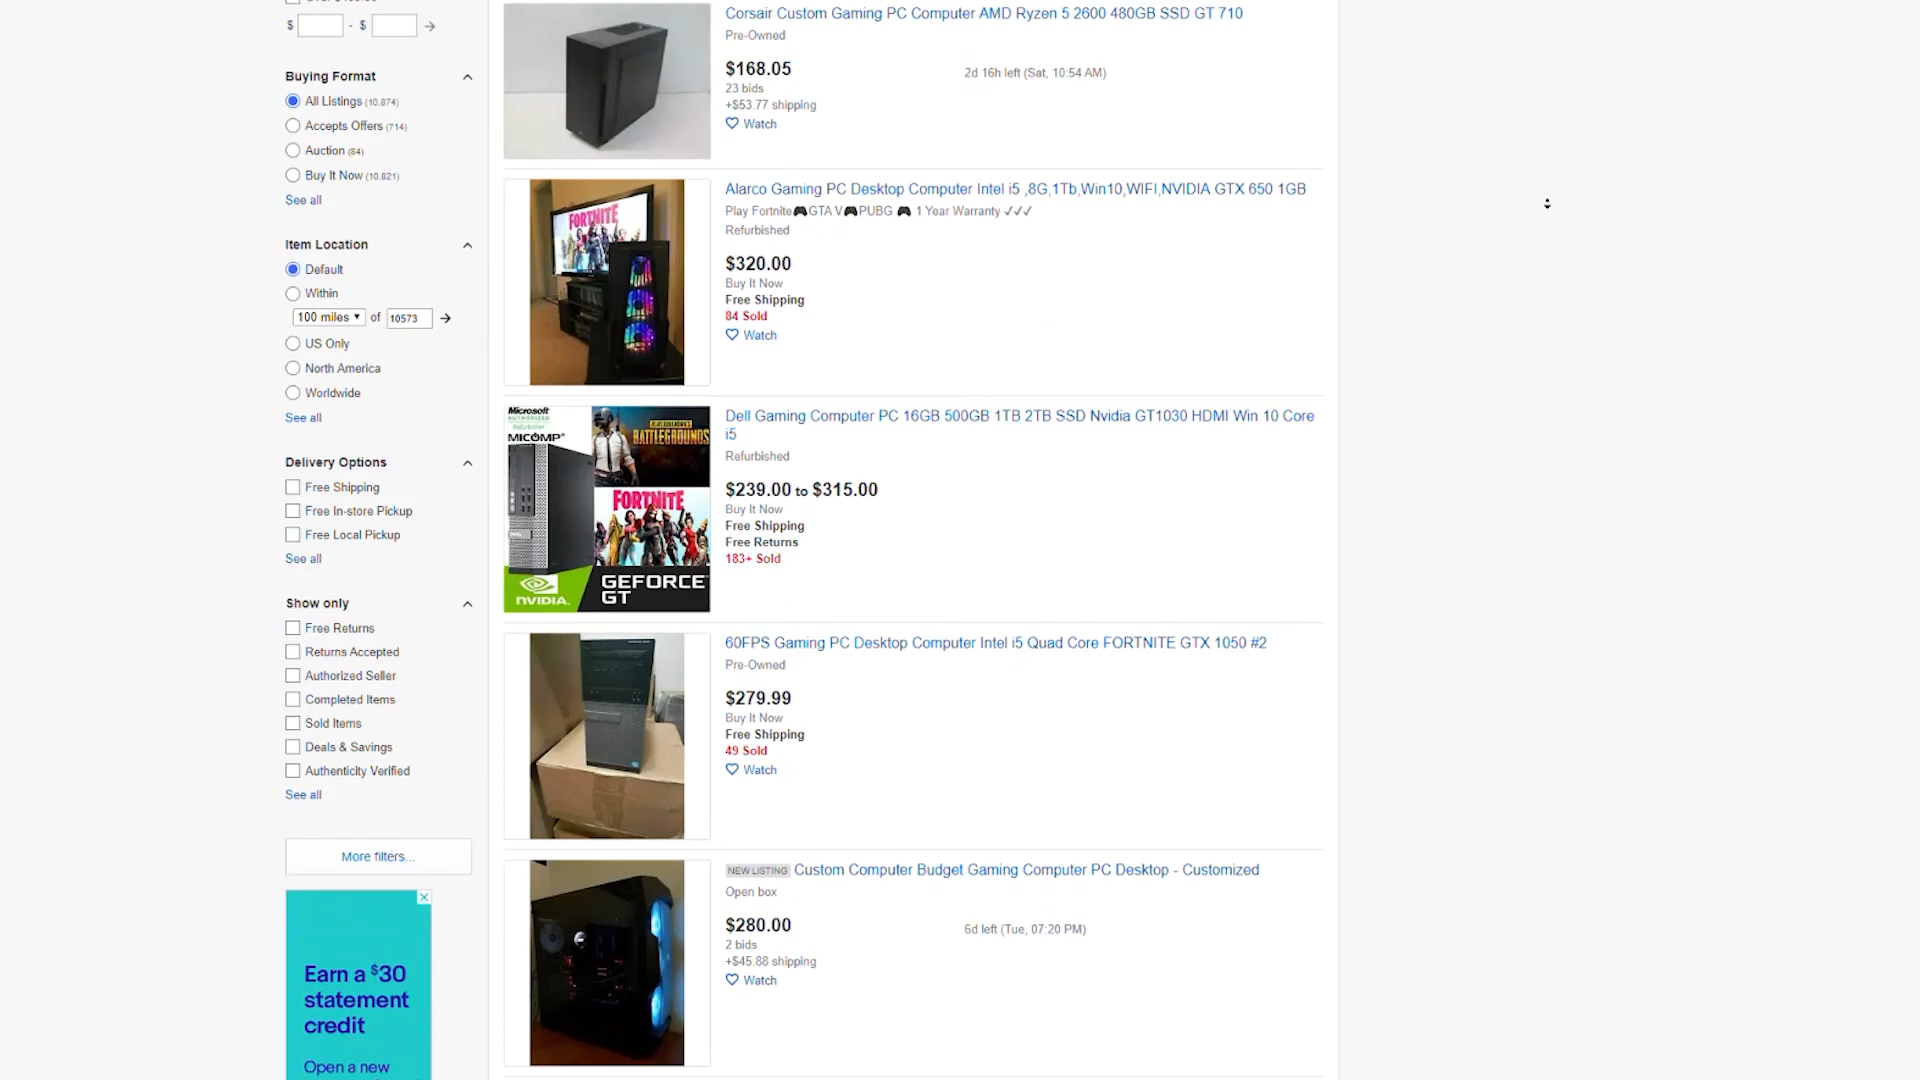 $ - $
Buying Format
All Listings (10,874)
Accepts Offers (714)
Auction (84)
Buy It Now (10,821)
See all
Item Location
Default
Within
100 miles of 10573
US Only
North America
Worldwide
See all
Delivery Options
Free Shipping
Free In-store Pickup
Free Local Pickup
See all
Show only
Free Returns
Returns Accepted
Authorized Seller
Completed Items
Sold Items
Deals & Savings
Authenticity Verified
See all
More filters...
Earn a $30
statement
credit
Open a new
Corsair Custom Gaming PC Computer AMD Ryzen 5 2600 480GB SSD GT 710
Pre-Owned
$168.05
2d 16h left (Sat, 10:54 AM)
23 bids
+$53.77 shipping
Watch
FORTNITE
Alarco Gaming PC Desktop Computer Intel i5 ,8G,1Tb,Win10,WIFI,NVIDIA GTX 650 1GB
Play Fortnite🎮GTA V🎮PUBG 🎮 1 Year Warranty ✓✓✓
Refurbished
$320.00
Buy It Now
Free Shipping
84 Sold
Watch
Microsoft
AUTHORIZED
Refurbisher
MICOMP®
BATTLEGROUNDS
FORTNITE
NVIDIA.
GEFORCE
GT
Dell Gaming Computer PC 16GB 500GB 1TB 2TB SSD Nvidia GT1030 HDMI Win 10 Core
i5
Refurbished
$239.00 to $315.00
Buy It Now
Free Shipping
Free Returns
183+ Sold
60FPS Gaming PC Desktop Computer Intel i5 Quad Core FORTNITE GTX 1050 #2
Pre-Owned
$279.99
Buy It Now
Free Shipping
49 Sold
Watch
NEW LISTING Custom Computer Budget Gaming Computer PC Desktop - Customized
Open box
$280.00
6d left (Tue, 07:20 PM)
2 bids
+$45.88 shipping
Watch